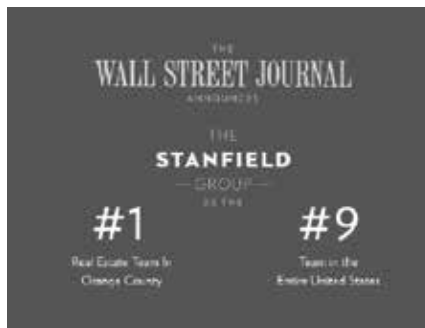 THE
WALL STREET JOURNAL
ANNOUNCES
THE
STANFIELD
GROUP
AS THE
#1
Real Estate Team In
Orange County
#9
Team in the
Entire United States